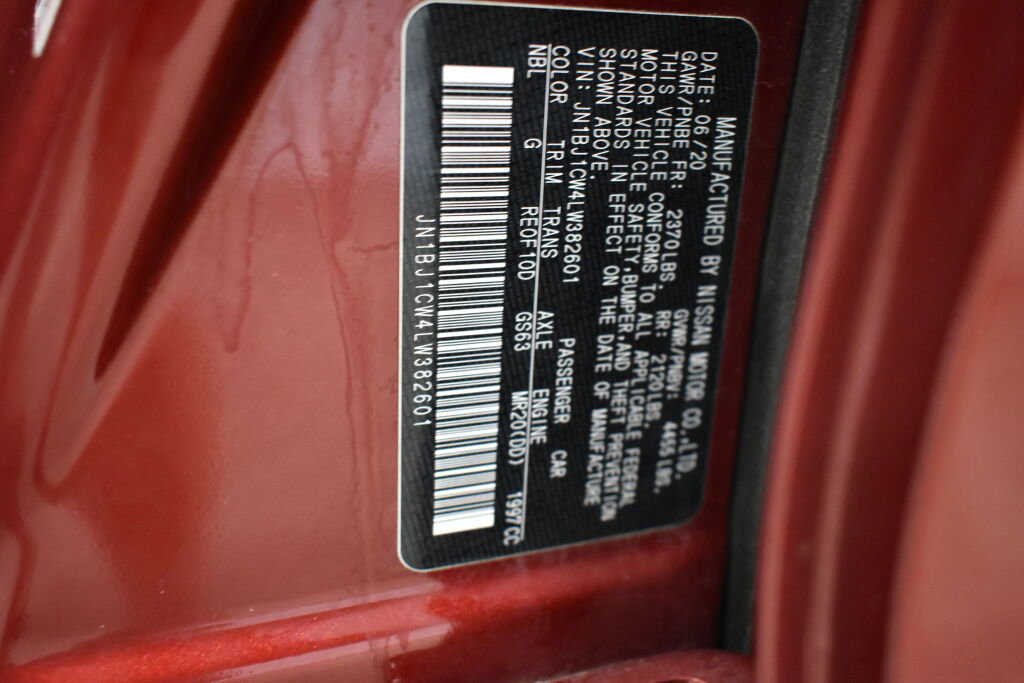 MANUFACTURED BY NISSAN MOTOR CO.,LTD.
DATE: 06/20 GVWR/PNBV: 4455 LBS.
GAWR/PNBE FR: 2370LBS. RR: 2120LBS.
THIS VEHICLE CONFORMS TO ALL APPLICABLE FEDERAL
MOTOR VEHICLE SAFETY,BUMPER,AND THEFT PREVENTION
STANDARDS IN EFFECT ON THE DATE OF MANUFACTURE
SHOWN ABOVE.
VIN: JN1BJ1CW4LW382601 PASSENGER CAR
COLOR TRIM TRANS AXLE ENGINE
NBL G RE0F10D GS63 MR20(DD) 1997CC
JN1BJ1CW4LW382601